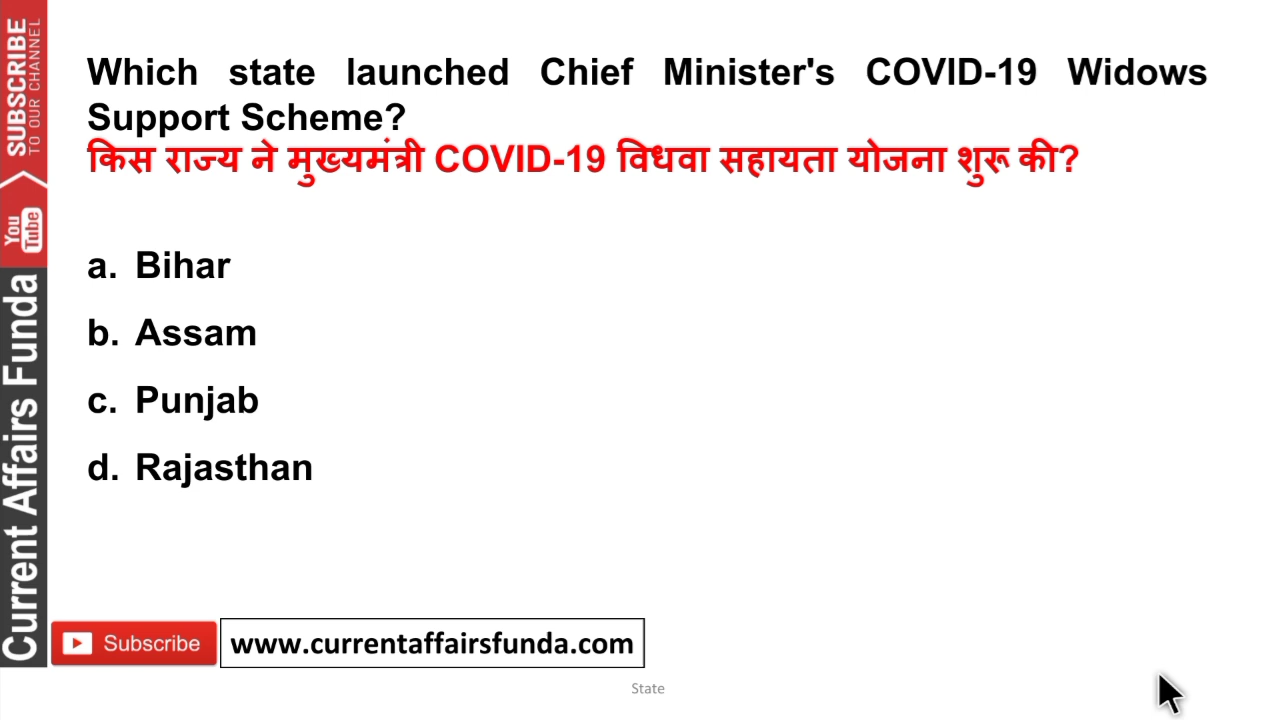 Which state launched Chief Minister's COVID-19 Widows
Support Scheme?
किस राज्य ने मुख्यमंत्री COVID-19 विधवा सहायता योजना शुरू की?
a. Bihar
b. Assam
c. Punjab
d. Rajasthan
SUBSCRIBE
TO OUR CHANNEL
You
Tube
Current Affairs Funda
Subscribe
www.currentaffairsfunda.com
State